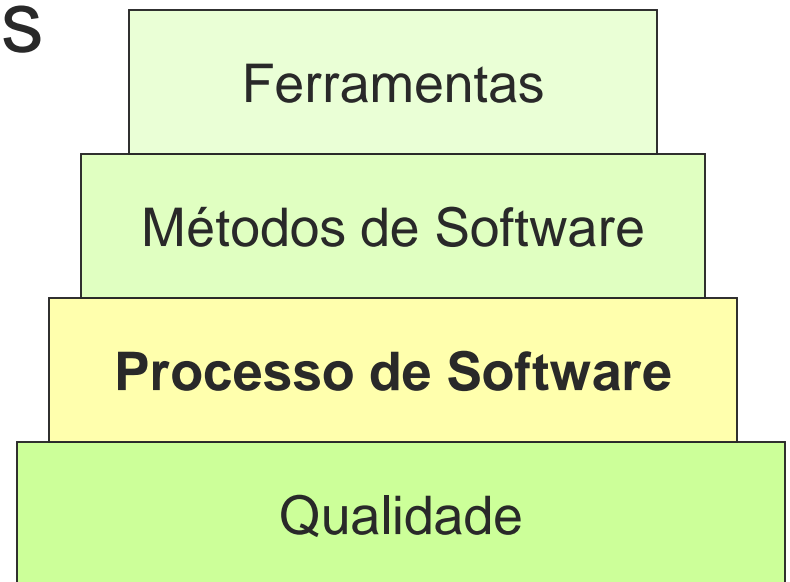 s
Ferramentas
Métodos de Software
Processo de Software
Qualidade